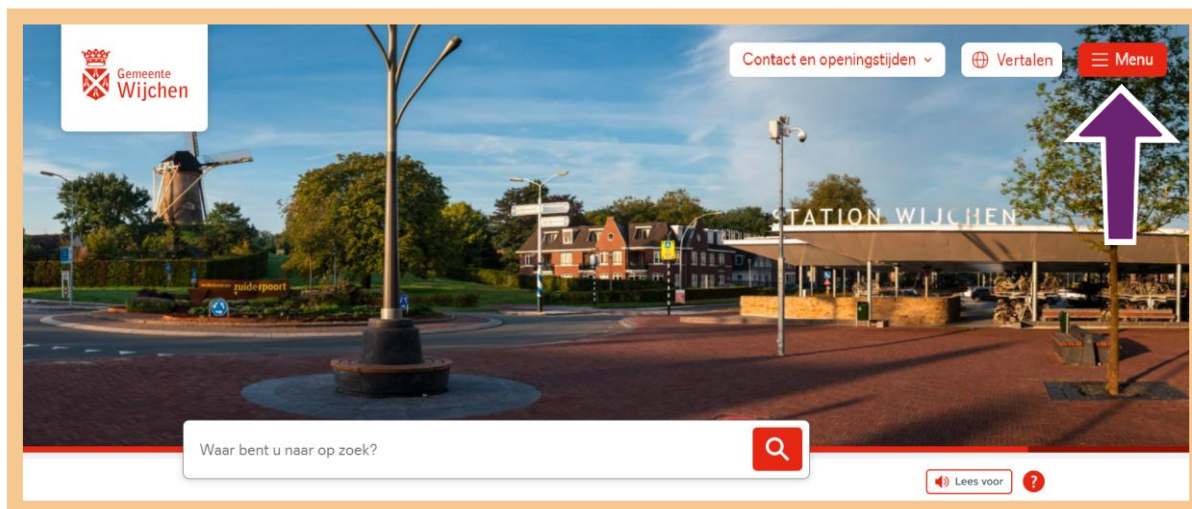 Gemeente
Wijchen
Contact en openingstijden
Vertalen
Menu
STATION WIJCHEN
zuiderpoort
Waar bent u naar op zoek?
Lees voor
?